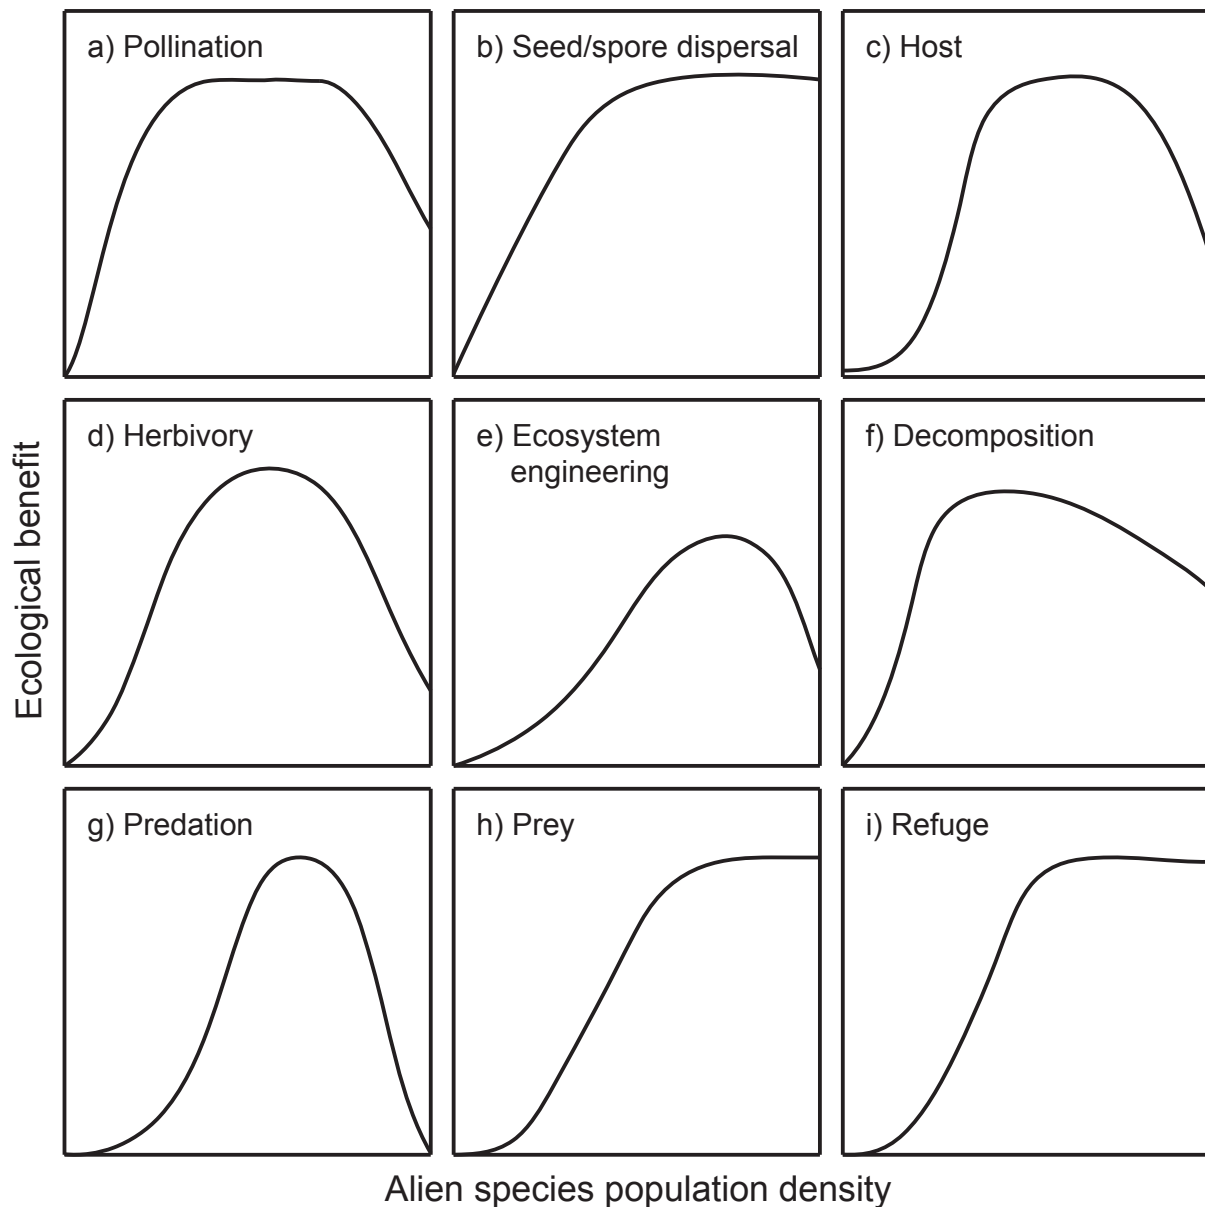 a) Pollination
b) Seed/spore dispersal
c) Host
d) Herbivory
e) Ecosystem
engineering
f) Decomposition
g) Predation
h) Prey
i) Refuge
Ecological benefit
Alien species population density